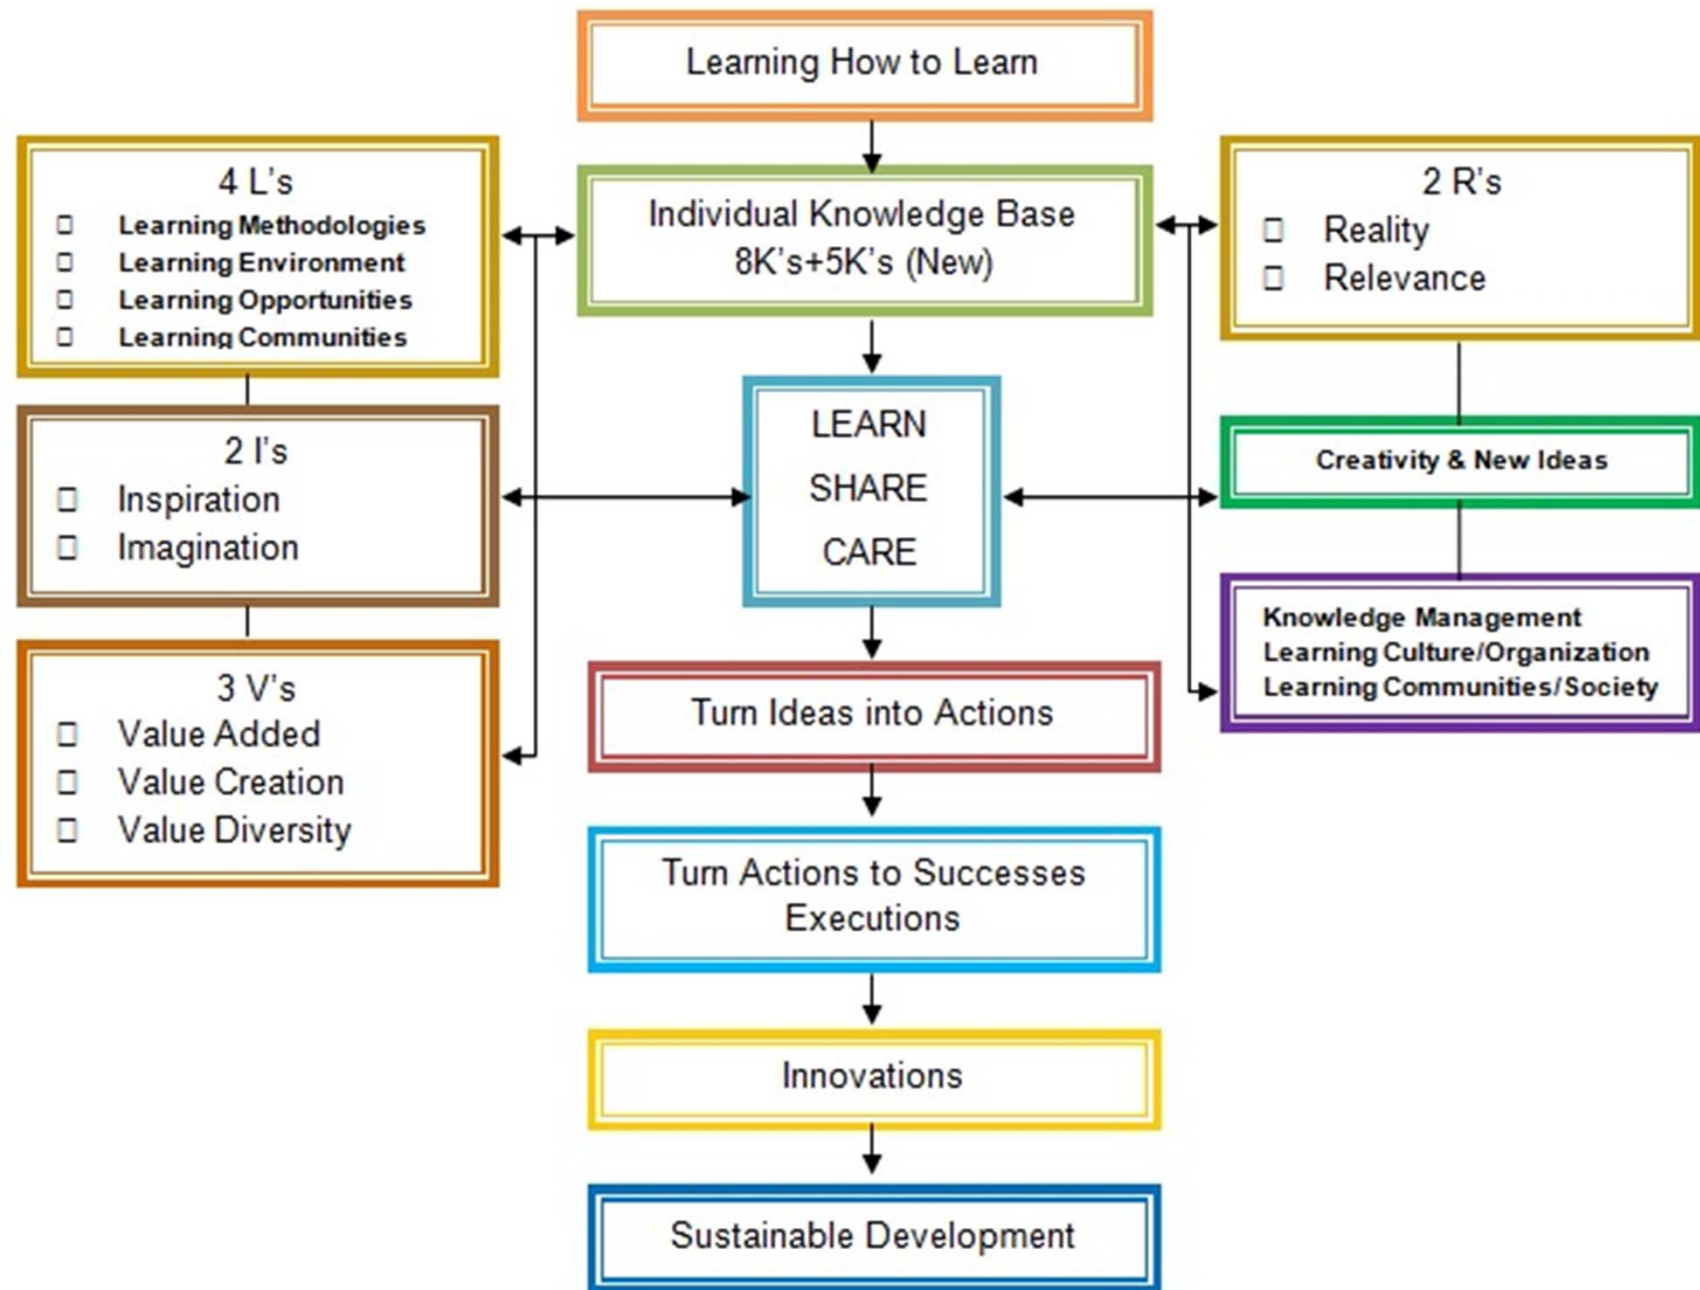 Learning How to Learn
4 L's
Learning Methodologies
Learning Environment
Learning Opportunities
Learning Communities
Individual Knowledge Base
8K's+5K's (New)
2 R's
Reality
Relevance
2 I's
Inspiration
Imagination
LEARN
SHARE
CARE
Creativity & New Ideas
Knowledge Management
Learning Culture/Organization
Learning Communities/Society
3 V's
Value Added
Value Creation
Value Diversity
Turn Ideas into Actions
Turn Actions to Successes
Executions
Innovations
Sustainable Development